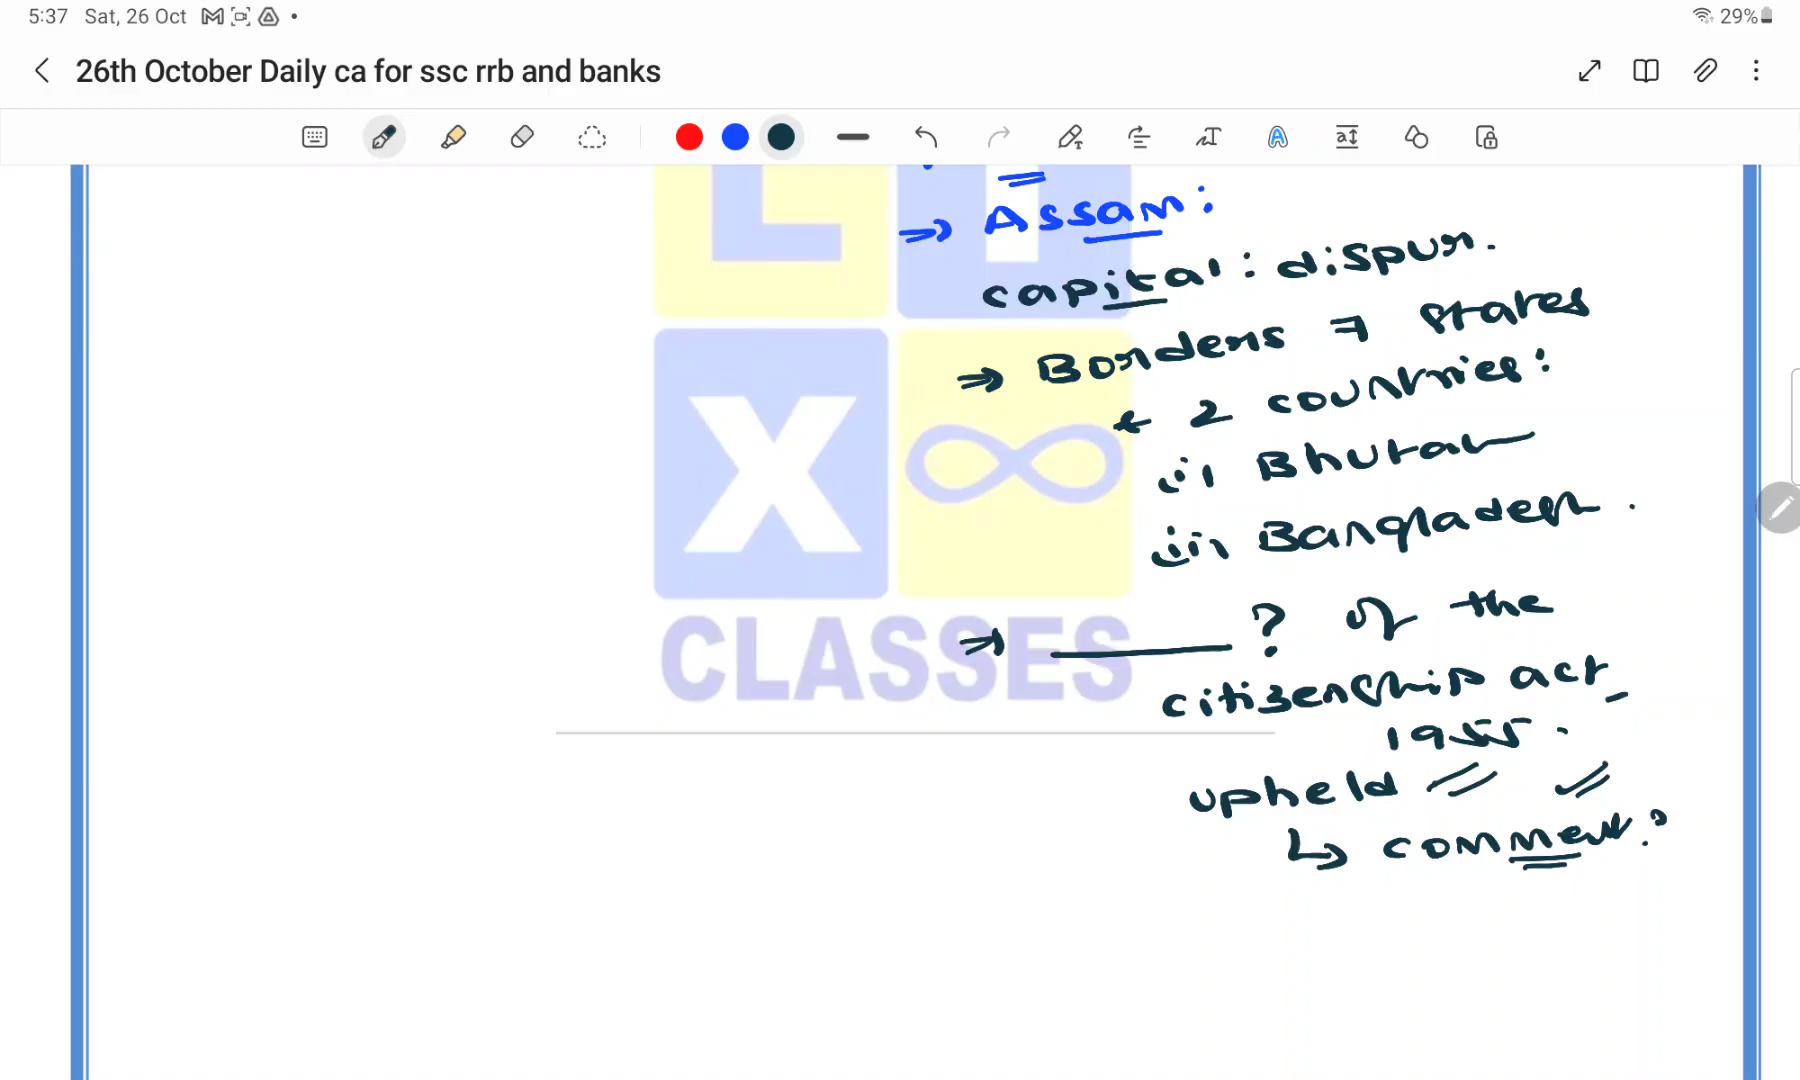 5:37 Sat, 26 Oct
29%
26th October Daily ca for ssc rrb and banks
→ Assam:
capital: dispur.
→ Borders 7 states
& 2 countries:
i) Bhutan
ii) Bangladesh.
→ ____? of the
citizenship act,
1955.
upheld
↳ comment?
L
X ∞
CLASSES